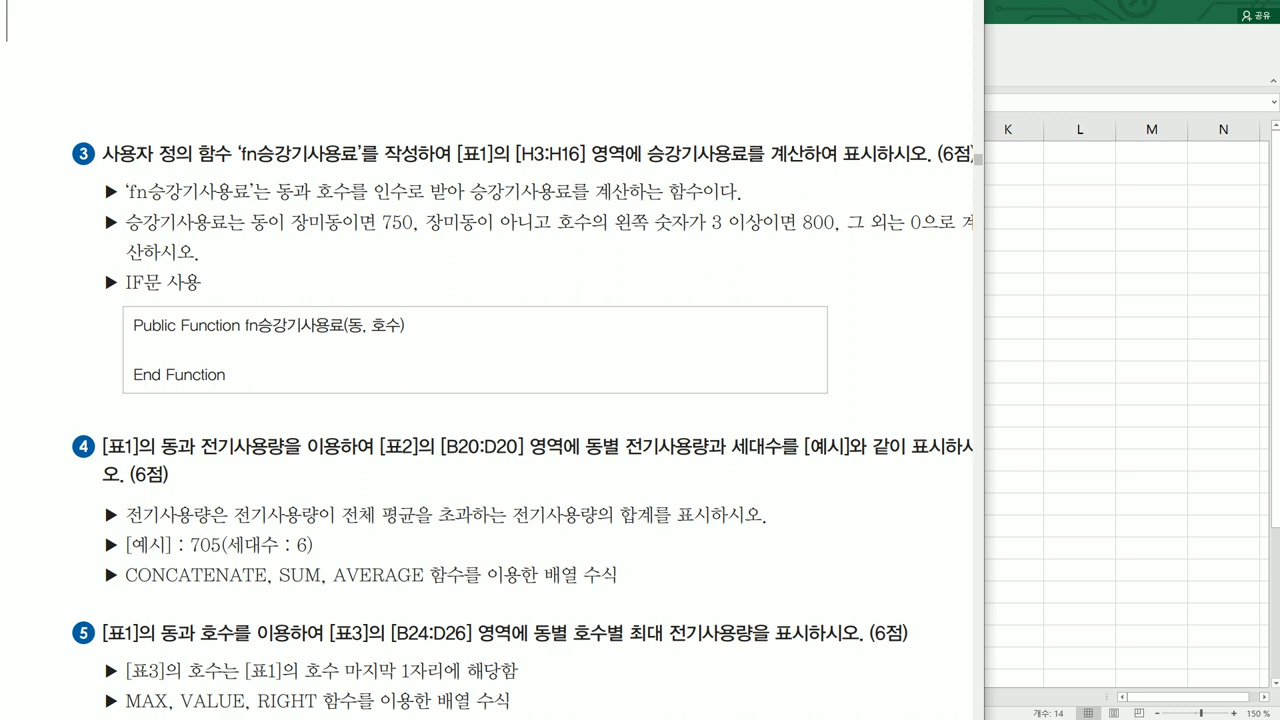 공유
K L M N
3 사용자 정의 함수 ‘fn승강기사용료’를 작성하여 [표1]의 [H3:H16] 영역에 승강기사용료를 계산하여 표시하시오. (6점)
▶ ‘fn승강기사용료’는 동과 호수를 인수로 받아 승강기사용료를 계산하는 함수이다.
▶ 승강기사용료는 동이 장미동이면 750, 장미동이 아니고 호수의 왼쪽 숫자가 3 이상이면 800, 그 외는 0으로 계
산하시오.
▶ IF문 사용
Public Function fn승강기사용료(동, 호수)
End Function
4 [표1]의 동과 전기사용량을 이용하여 [표2]의 [B20:D20] 영역에 동별 전기사용량과 세대수를 [예시]와 같이 표시하시
오. (6점)
▶ 전기사용량은 전기사용량이 전체 평균을 초과하는 전기사용량의 합계를 표시하시오.
▶ [예시] : 705(세대수 : 6)
▶ CONCATENATE, SUM, AVERAGE 함수를 이용한 배열 수식
5 [표1]의 동과 호수를 이용하여 [표3]의 [B24:D26] 영역에 동별 호수별 최대 전기사용량을 표시하시오. (6점)
▶ [표3]의 호수는 [표1]의 호수 마지막 1자리에 해당함
▶ MAX, VALUE, RIGHT 함수를 이용한 배열 수식
개수: 14
150 %